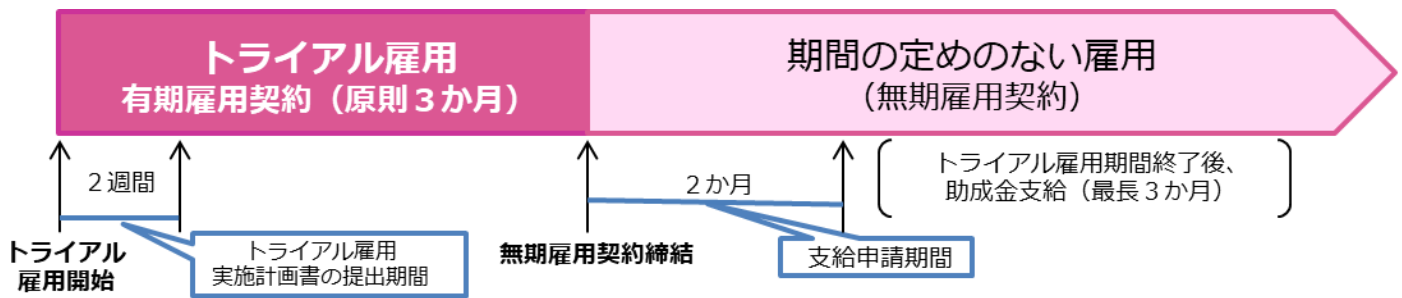 トライアル雇用
有期雇用契約（原則３か月）
期間の定めのない雇用
（無期雇用契約）
２週間
２か月
トライアル雇用期間終了後、
助成金支給（最長３か月）
トライアル
雇用開始
トライアル雇用
実施計画書の提出期間
無期雇用契約締結
支給申請期間